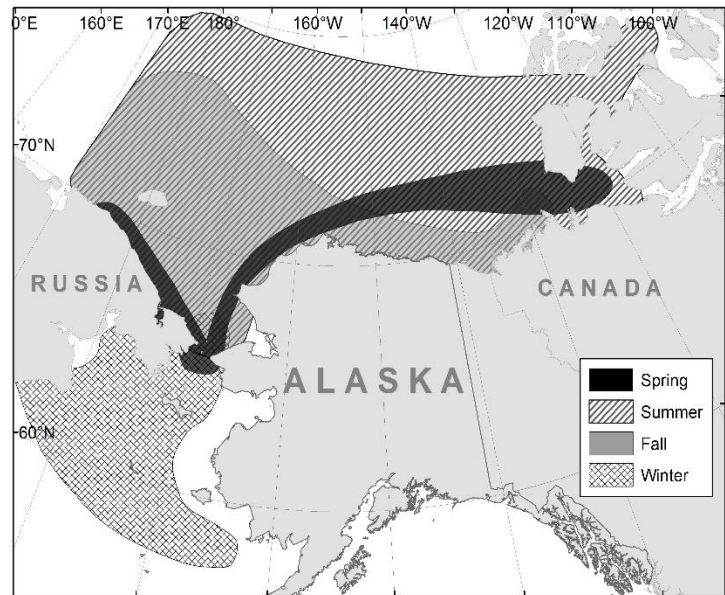 0°E 160°E 170°E 180° 160°W 140°W 120°W 110°W 100°W
70°N
RUSSIA
CANADA
ALASKA
Spring
Summer
60°N
Fall
Winter